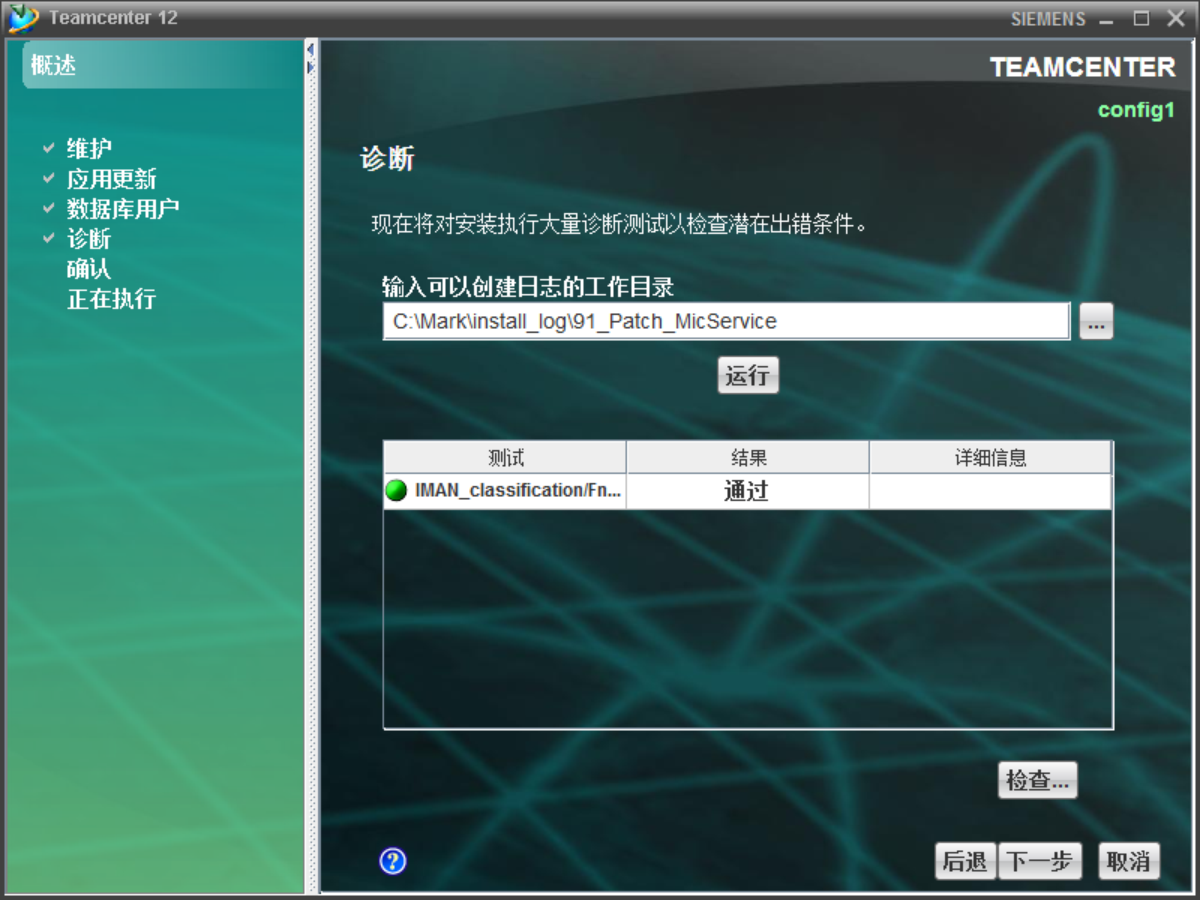 Teamcenter 12
SIEMENS
概述
维护
应用更新
数据库用户
诊断
确认
正在执行
TEAMCENTER
config1
诊断
现在将对安装执行大量诊断测试以检查潜在出错条件。
输入可以创建日志的工作目录
C:\Mark\install_log\91_Patch_MicService
...
运行
测试 结果 详细信息
IMAN_classification/Fn... 通过
检查...
?
后退 下一步 取消